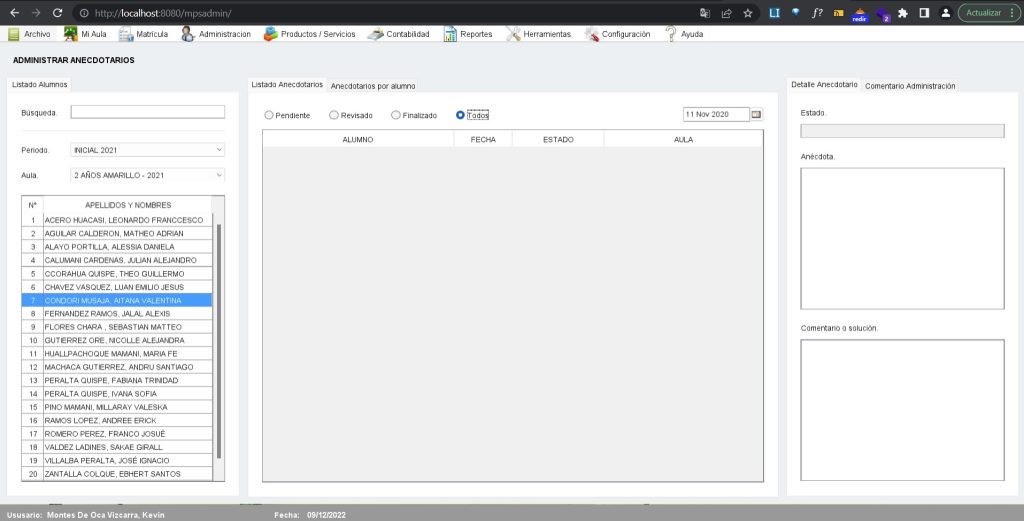 http://localhost:8080/mpsadmin/
Actualizar
Archivo Mi Aula Matrícula Administracion Productos / Servicios Contabilidad Reportes Herramientas Configuración Ayuda
ADMINISTRAR ANECDOTARIOS
Listado Alumnos
Búsqueda.
Periodo. INICIAL 2021
Aula. 2 AÑOS AMARILLO - 2021
N° APELLIDOS Y NOMBRES
1 ACERO HUACASI, LEONARDO FRANCCESCO
2 AGUILAR CALDERON, MATHEO ADRIAN
3 ALAYO PORTILLA, ALESSIA DANIELA
4 CALUMANI CARDENAS, JULIAN ALEJANDRO
5 CCORAHUA QUISPE, THEO GUILLERMO
6 CHAVEZ VASQUEZ, LUAN EMILIO JESUS
7 CONDORI MUSAJA, AITANA VALENTINA
8 FERNANDEZ RAMOS, JALAL ALEXIS
9 FLORES CHARA , SEBASTIAN MATTEO
10 GUTIERREZ ORE, NICOLLE ALEJANDRA
11 HUALLPACHOQUE MAMANI, MARIA FE
12 MACHACA GUTIERREZ, ANDRU SANTIAGO
13 PERALTA QUISPE, FABIANA TRINIDAD
14 PERALTA QUISPE, IVANA SOFIA
15 PINO MAMANI, MILLARAY VALESKA
16 RAMOS LOPEZ, ANDREE ERICK
17 ROMERO PEREZ, FRANCO JOSUÉ
18 VALDEZ LADINES, SAKAE GIRALL
19 VILLALBA PERALTA, JOSÉ IGNACIO
20 ZANTALLA COLQUE, EBHERT SANTOS
Listado Anecdotarios Anecdotarios por alumno
Pendiente Revisado Finalizado Todos 11 Nov 2020
ALUMNO FECHA ESTADO AULA
Detalle Anecdotario Comentario Administración
Estado.
Anécdota.
Comentario o solución.
Ususario: Montes De Oca Vizcarra, Kevin Fecha: 09/12/2022
LI f? redir 2